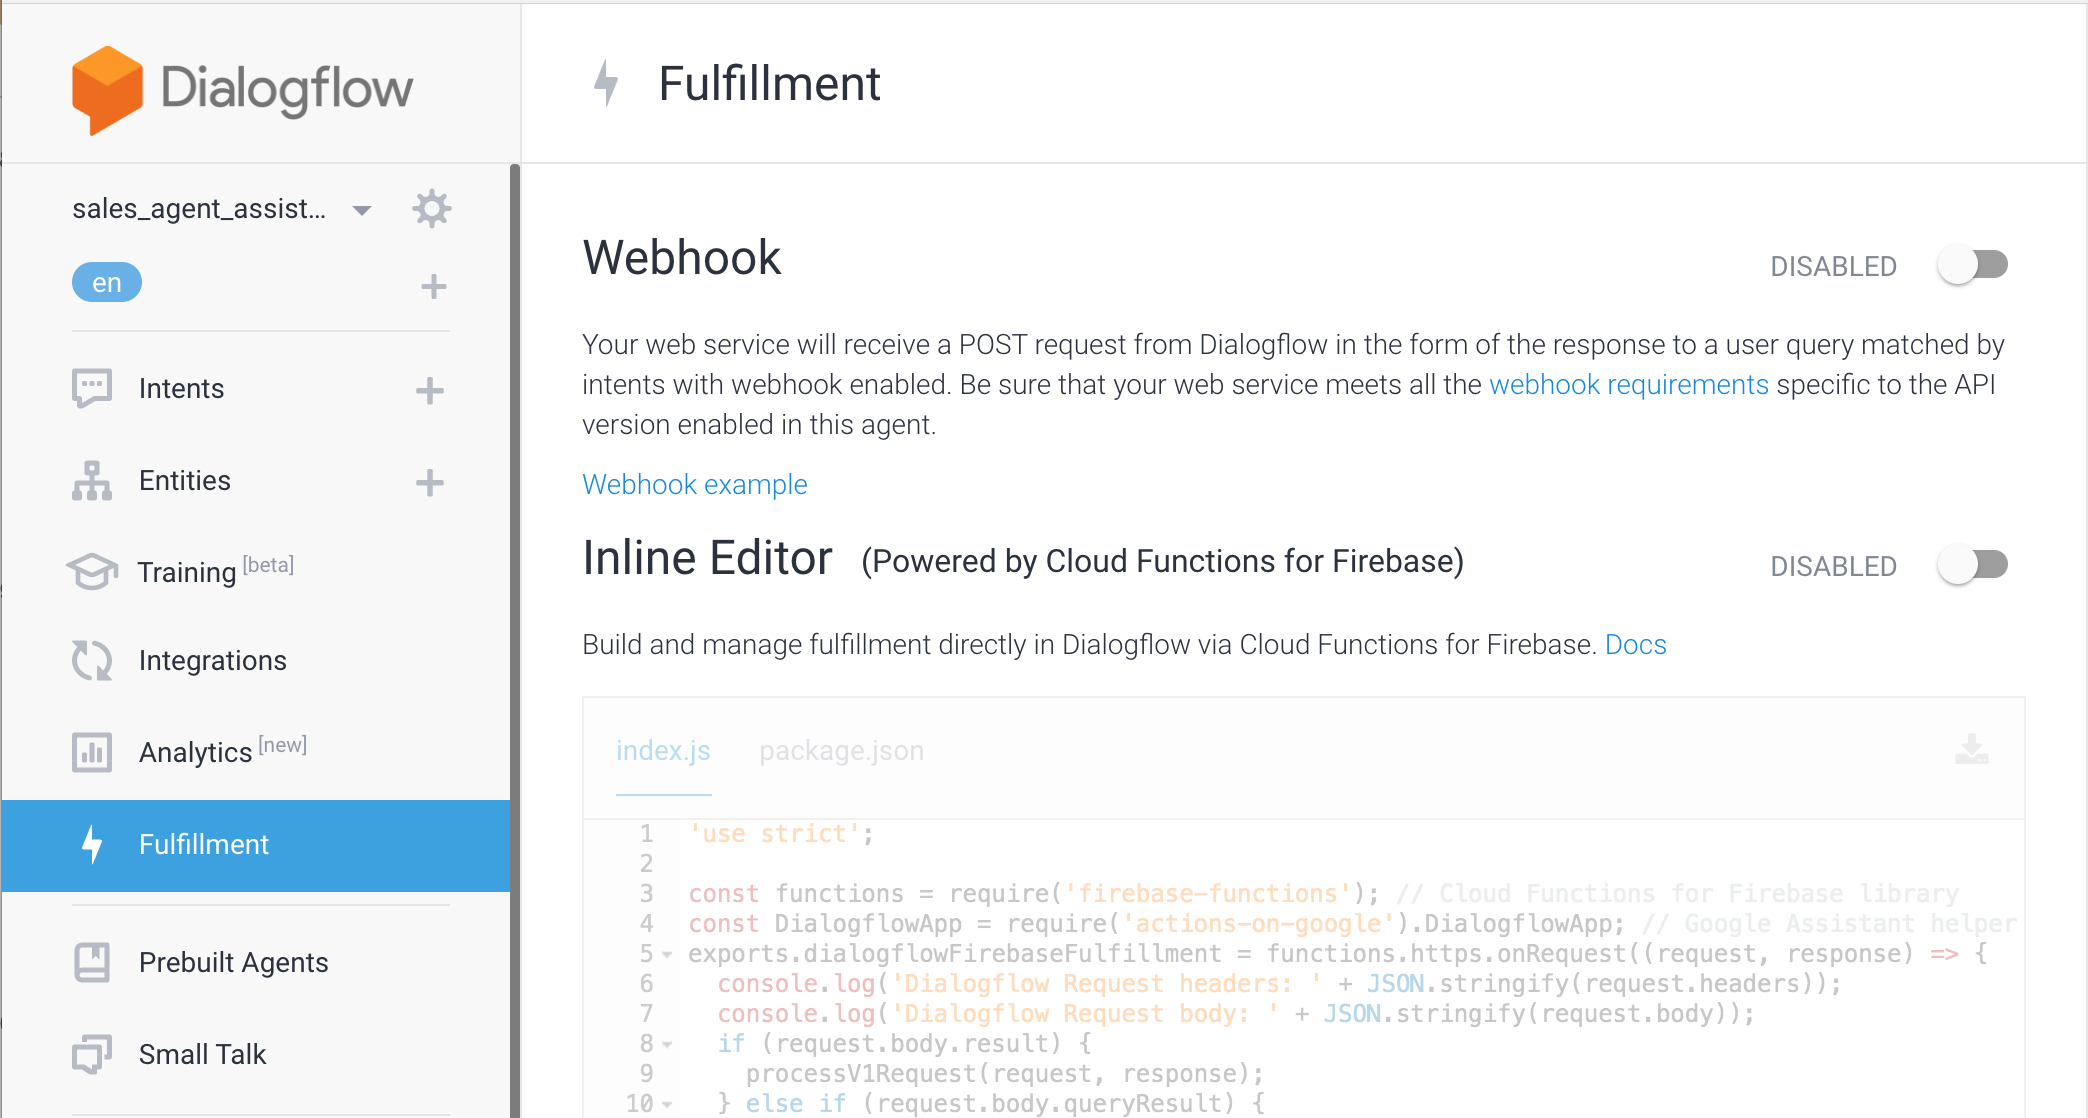 Dialogflow
Fulfillment
sales_agent_assist...
en
Intents
Entities
Training [beta]
Integrations
Analytics [new]
Fulfillment
Prebuilt Agents
Small Talk
Webhook
DISABLED
Your web service will receive a POST request from Dialogflow in the form of the response to a user query matched by
intents with webhook enabled. Be sure that your web service meets all the webhook requirements specific to the API
version enabled in this agent.
Webhook example
Inline Editor (Powered by Cloud Functions for Firebase)
DISABLED
Build and manage fulfillment directly in Dialogflow via Cloud Functions for Firebase. Docs
index.js package.json
1 'use strict';
2
3 const functions = require('firebase-functions'); // Cloud Functions for Firebase library
4 const DialogflowApp = require('actions-on-google').DialogflowApp; // Google Assistant helper
5 exports.dialogflowFirebaseFulfillment = functions.https.onRequest((request, response) => {
6 console.log('Dialogflow Request headers: ' + JSON.stringify(request.headers));
7 console.log('Dialogflow Request body: ' + JSON.stringify(request.body));
8 if (request.body.result) {
9 processV1Request(request, response);
10 } else if (request.body.queryResult) {